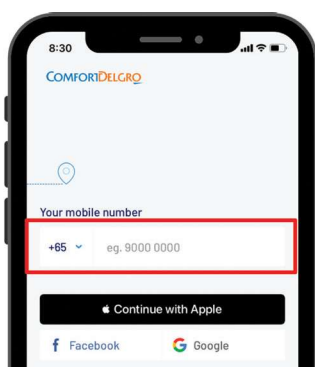 8:30
COMFORTDELGRO
Your mobile number
+65 eg. 9000 0000
Continue with Apple
Facebook Google